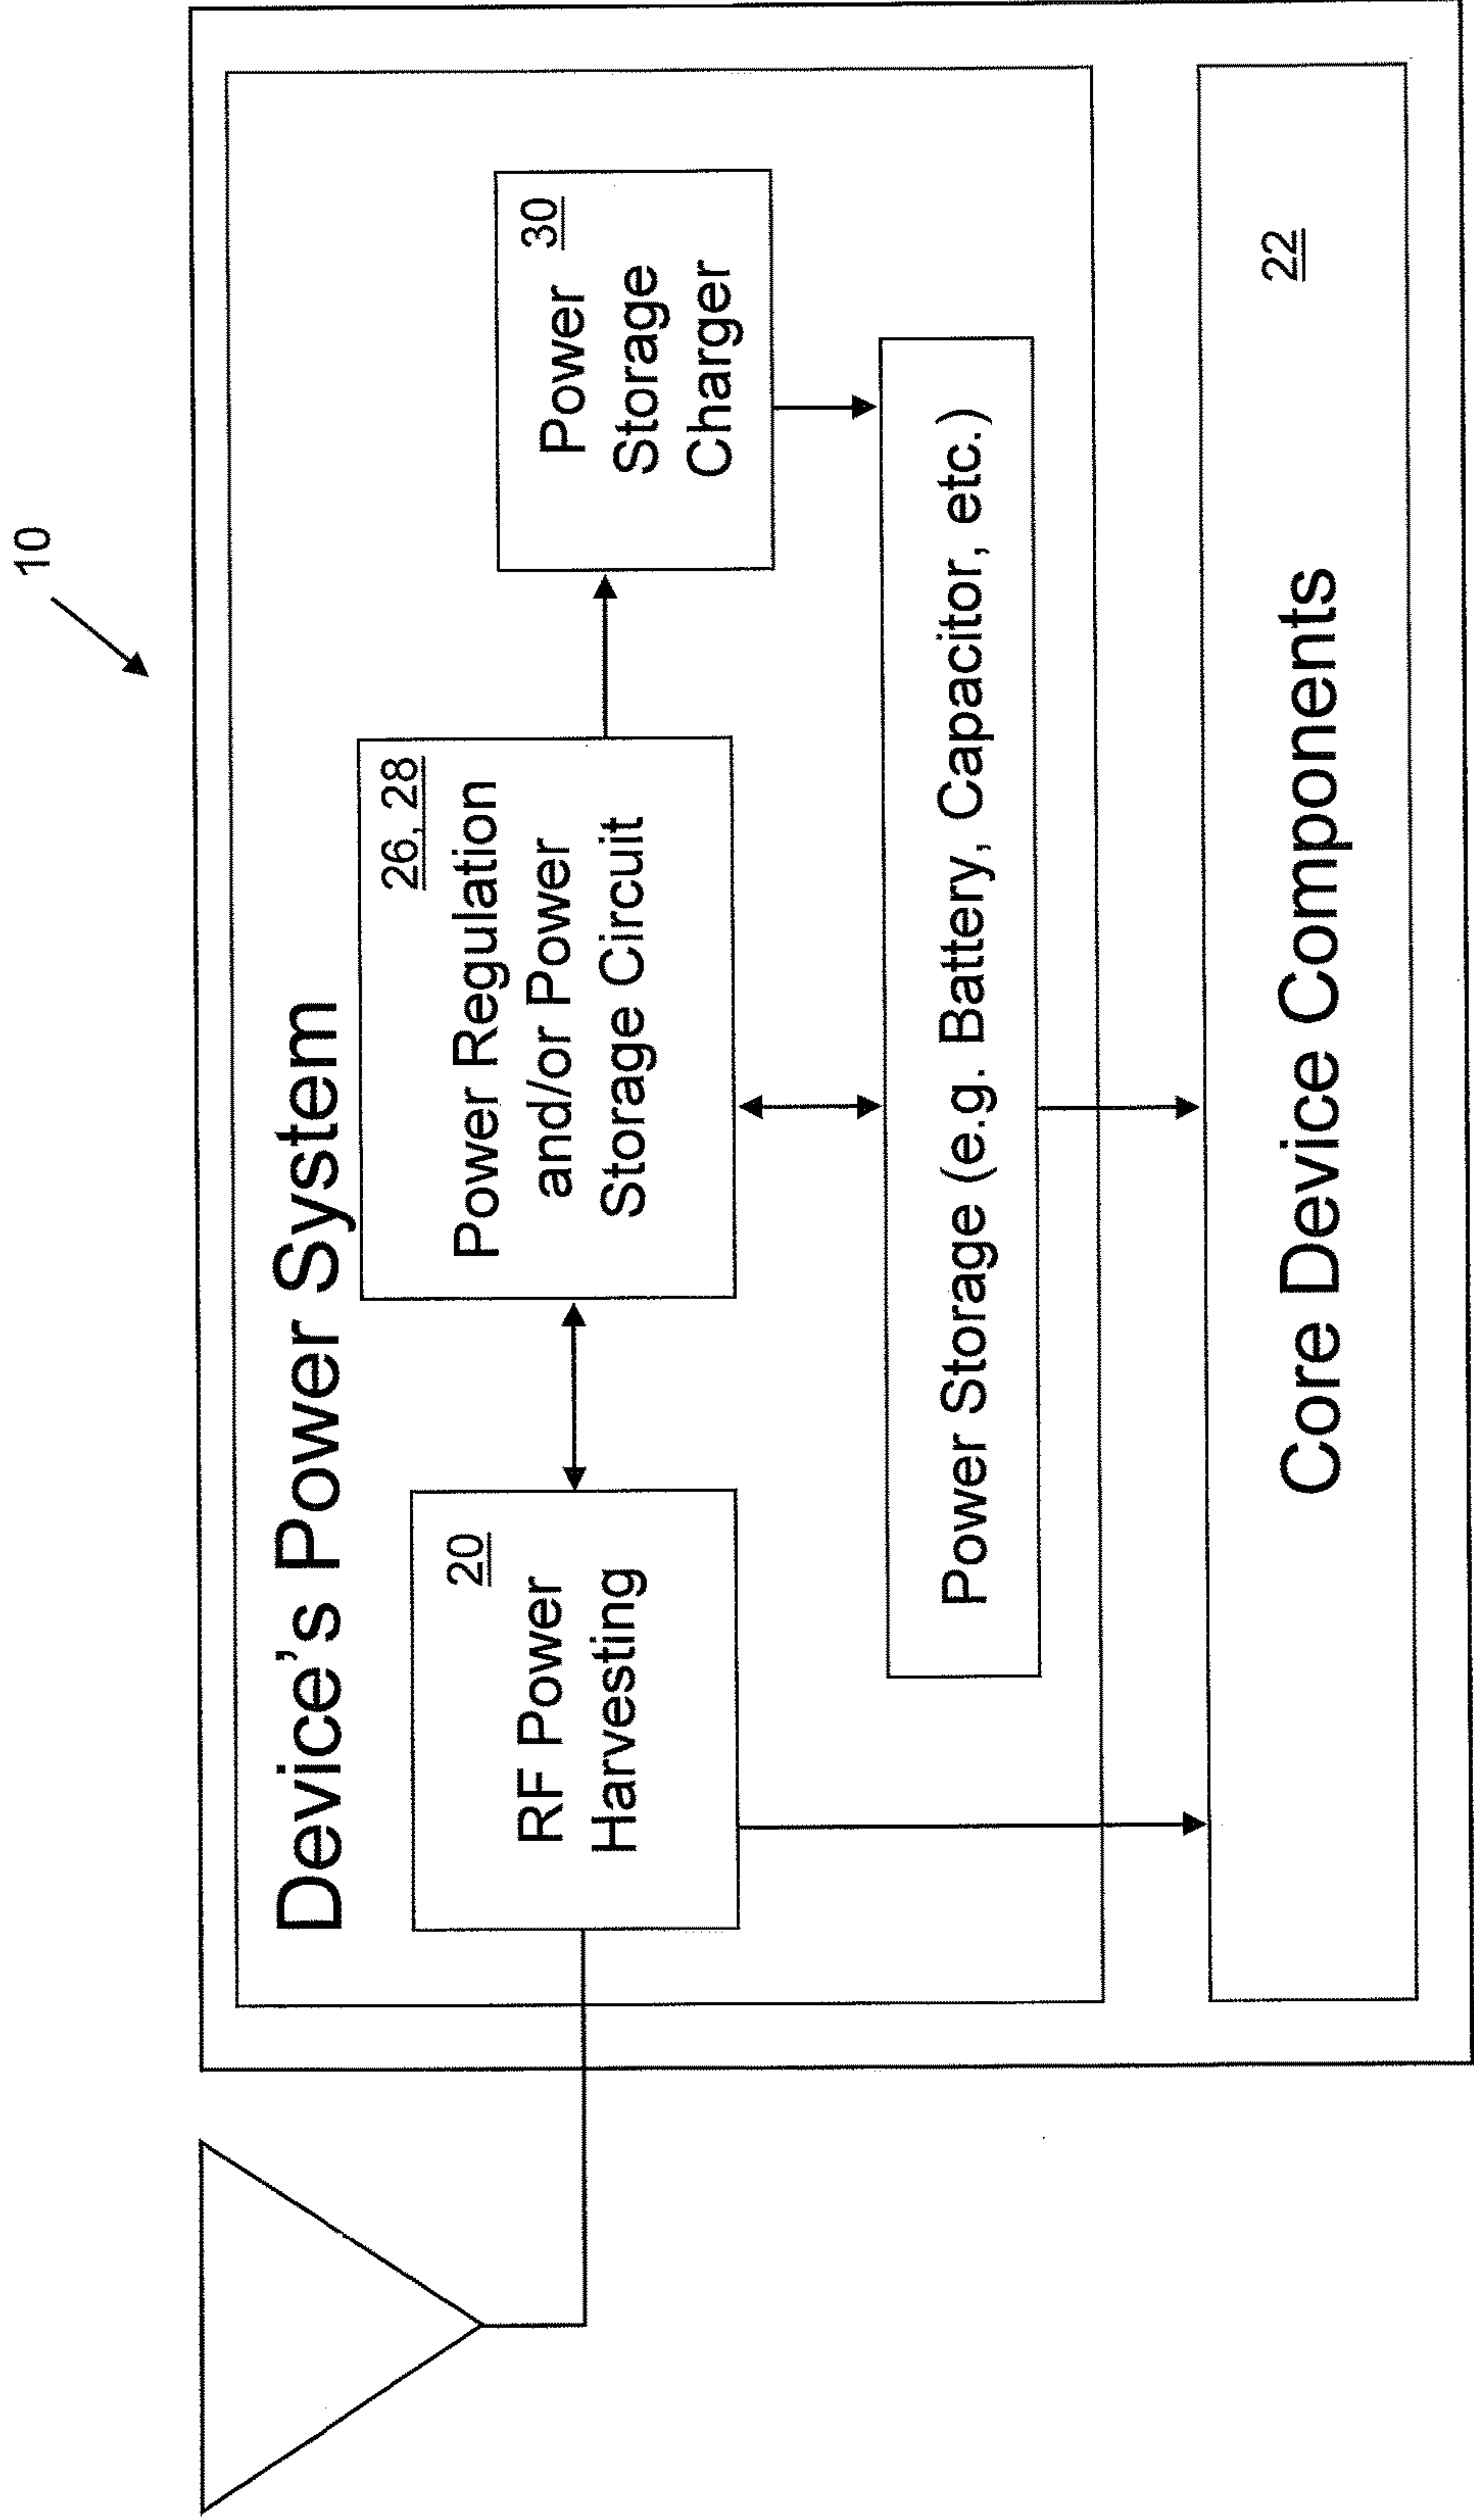 10
Device's Power System
20
RF Power
Harvesting
26, 28
Power Regulation
and/or Power
Storage Circuit
30
Power
Storage
Charger
Power Storage (e.g. Battery, Capacitor, etc.)
22
Core Device Components